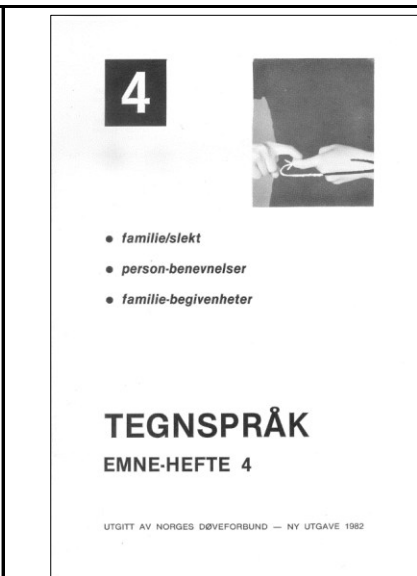 4
• familie/slekt
• person-benevnelser
• familie-begivenheter
TEGNSPRÅK
EMNE-HEFTE 4
UTGITT AV NORGES DØVEFORBUND — NY UTGAVE 1982